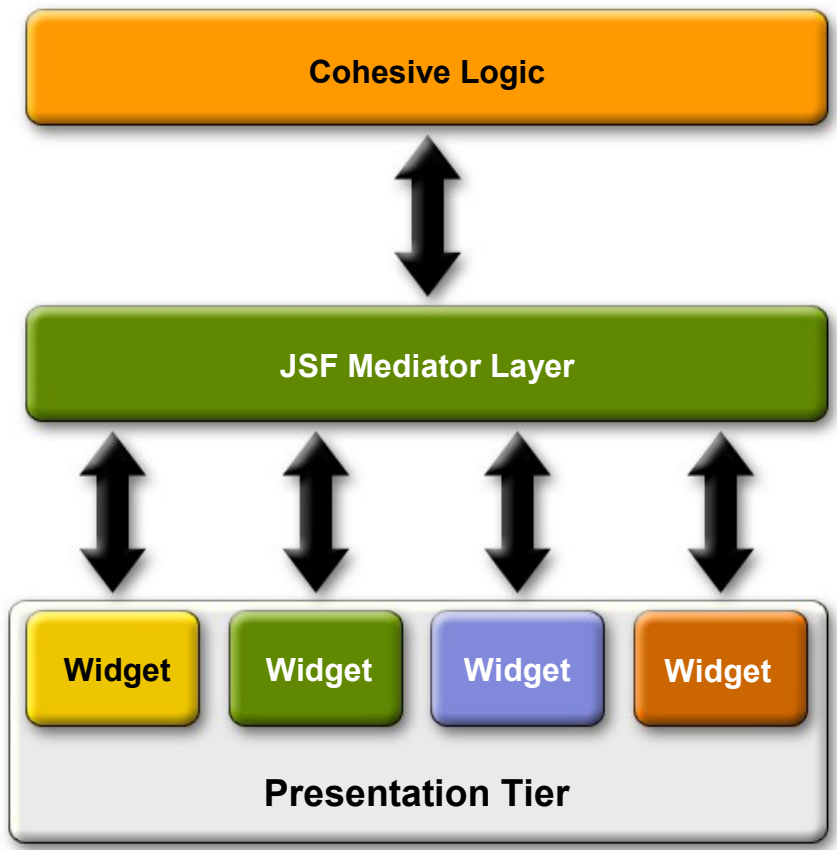 Cohesive Logic
JSF Mediator Layer
Widget Widget Widget Widget
Presentation Tier